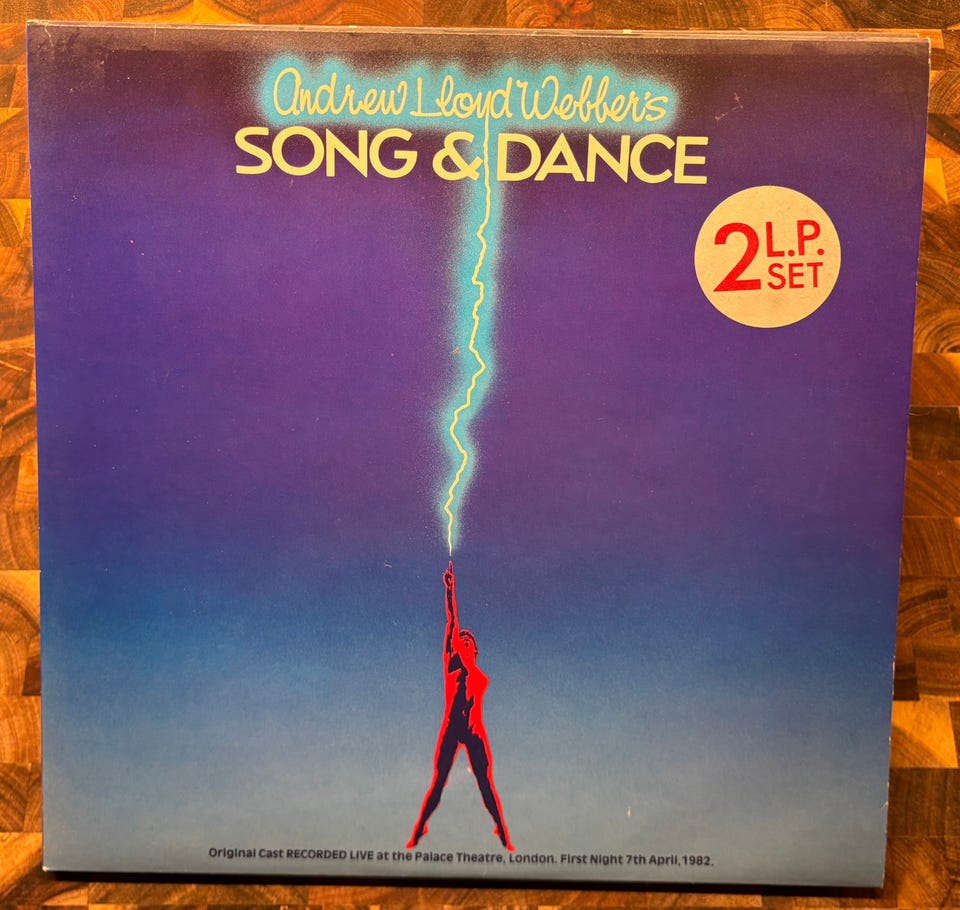 Andrew Lloyd Webber's
SONG & DANCE
2 L.P.
SET
Original Cast RECORDED LIVE at the Palace Theatre, London. First Night 7th April, 1982.